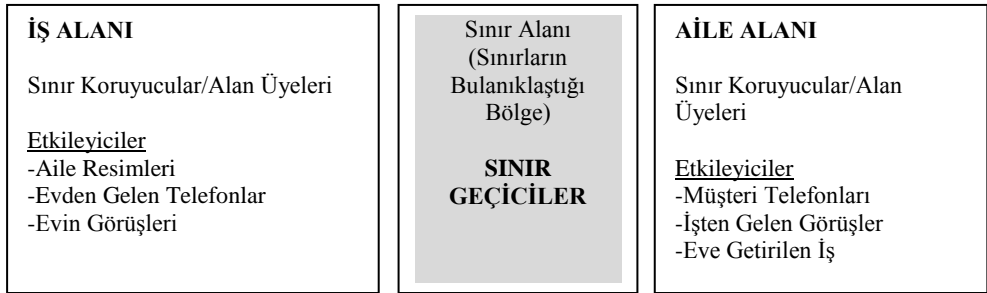 İŞ ALANI
Sınır Koruyucular/Alan Üyeleri
Etkileyiciler
-Aile Resimleri
-Evden Gelen Telefonlar
-Evin Görüşleri
Sınır Alanı
(Sınırların
Bulanıklaştığı
Bölge)
SINIR
GEÇİCİLER
AİLE ALANI
Sınır Koruyucular/Alan
Üyeleri
Etkileyiciler
-Müşteri Telefonları
-İşten Gelen Görüşler
-Eve Getirilen İş